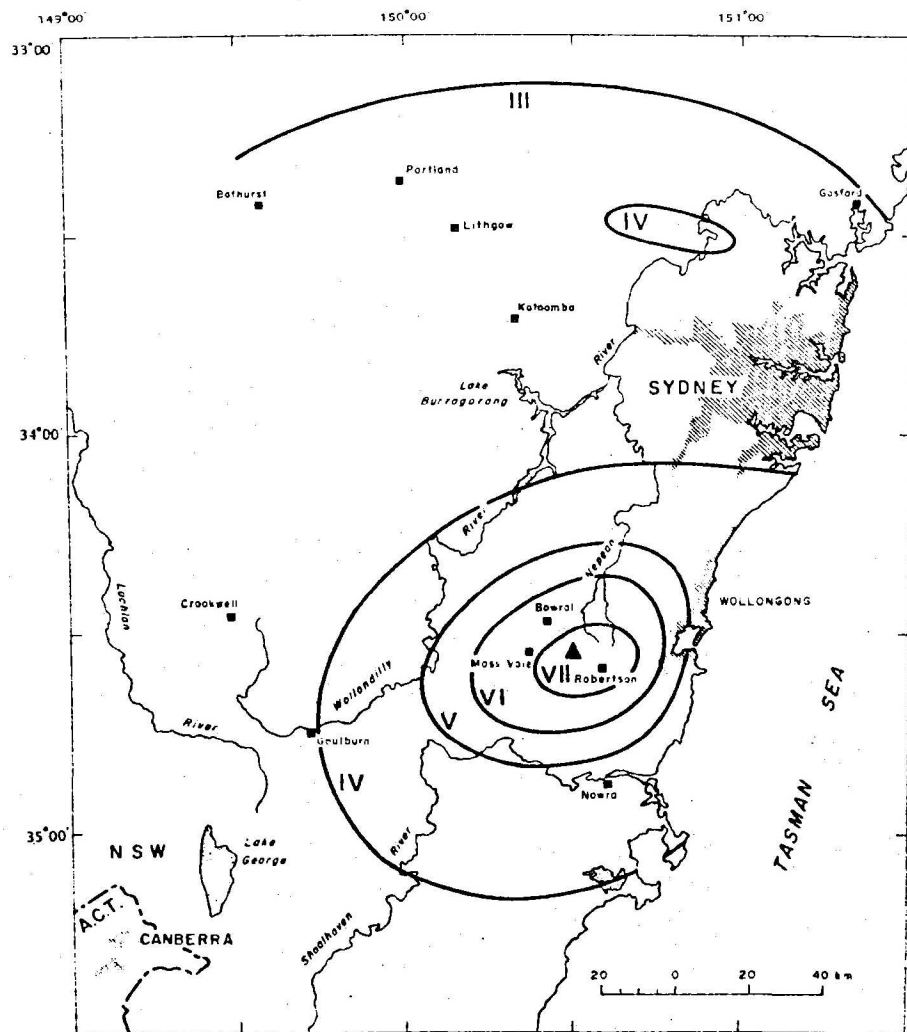 149°00'
150°00'
151°00'
33°00'
III
Bathurst
Portland
Lithgow
IV
Gosford
Katoomba
River
Lake
Burragorang
SYDNEY
34°00'
River
Nepean
Lachlan
Crookwell
Bowral
WOLLONGONG
Moss Vale
VII
Robertson
Wollondilly
VI
V
River
Goulburn
IV
Nowra
TASMAN SEA
35°00'
NSW
Lake
George
River
A.C.T.
CANBERRA
Shoalhaven
20 0 20 40 km